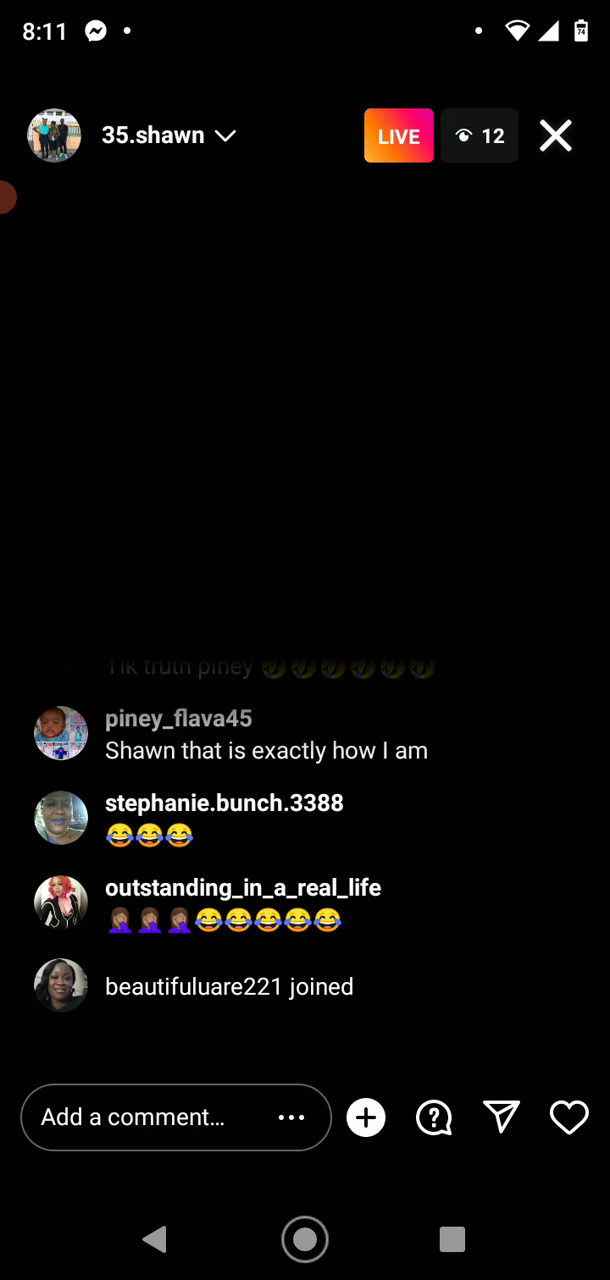 8:11
74
35.shawn
LIVE
12
truth piney 🤣🤣🤣🤣🤣🤣
piney_flava45
Shawn that is exactly how I am
stephanie.bunch.3388
😂😂😂
outstanding_in_a_real_life
🤦🏽‍♀️🤦🏽‍♀️🤦🏽‍♀️😂😂😂😂😂
beautifuluare221 joined
Add a comment...